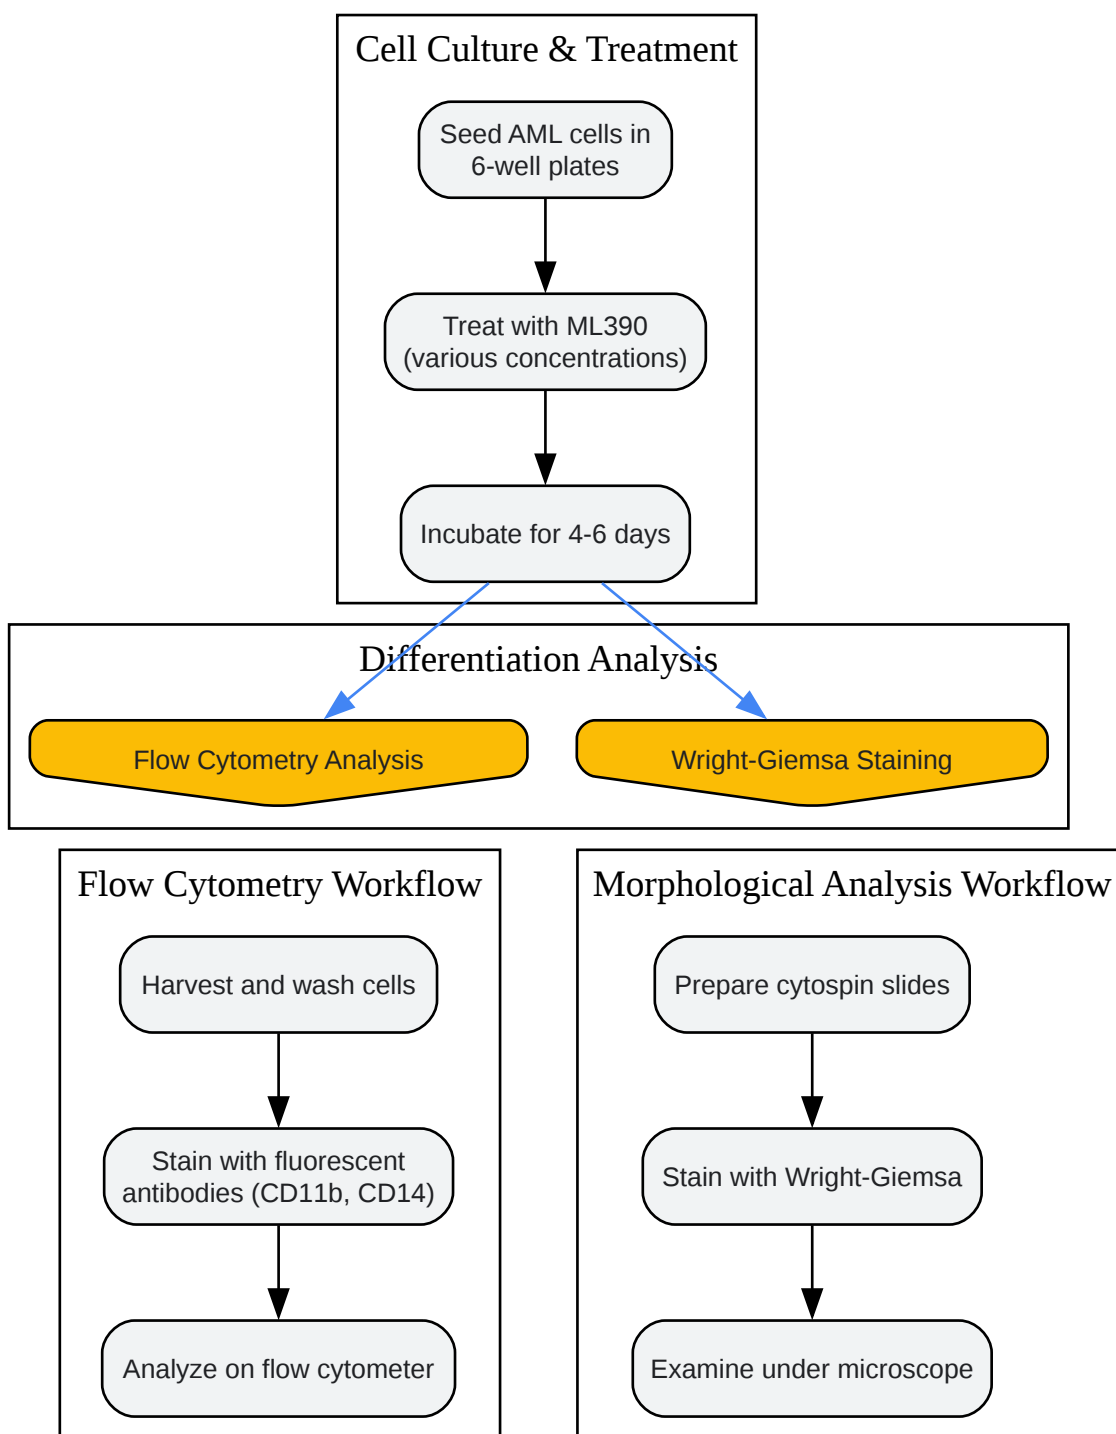 Cell Culture & Treatment
Seed AML cells in
6-well plates
Treat with ML390
(various concentrations)
Incubate for 4-6 days
Differentiation Analysis
Flow Cytometry Analysis
Wright-Giemsa Staining
Flow Cytometry Workflow
Harvest and wash cells
Stain with fluorescent
antibodies (CD11b, CD14)
Analyze on flow cytometer
Morphological Analysis Workflow
Prepare cytospin slides
Stain with Wright-Giemsa
Examine under microscope